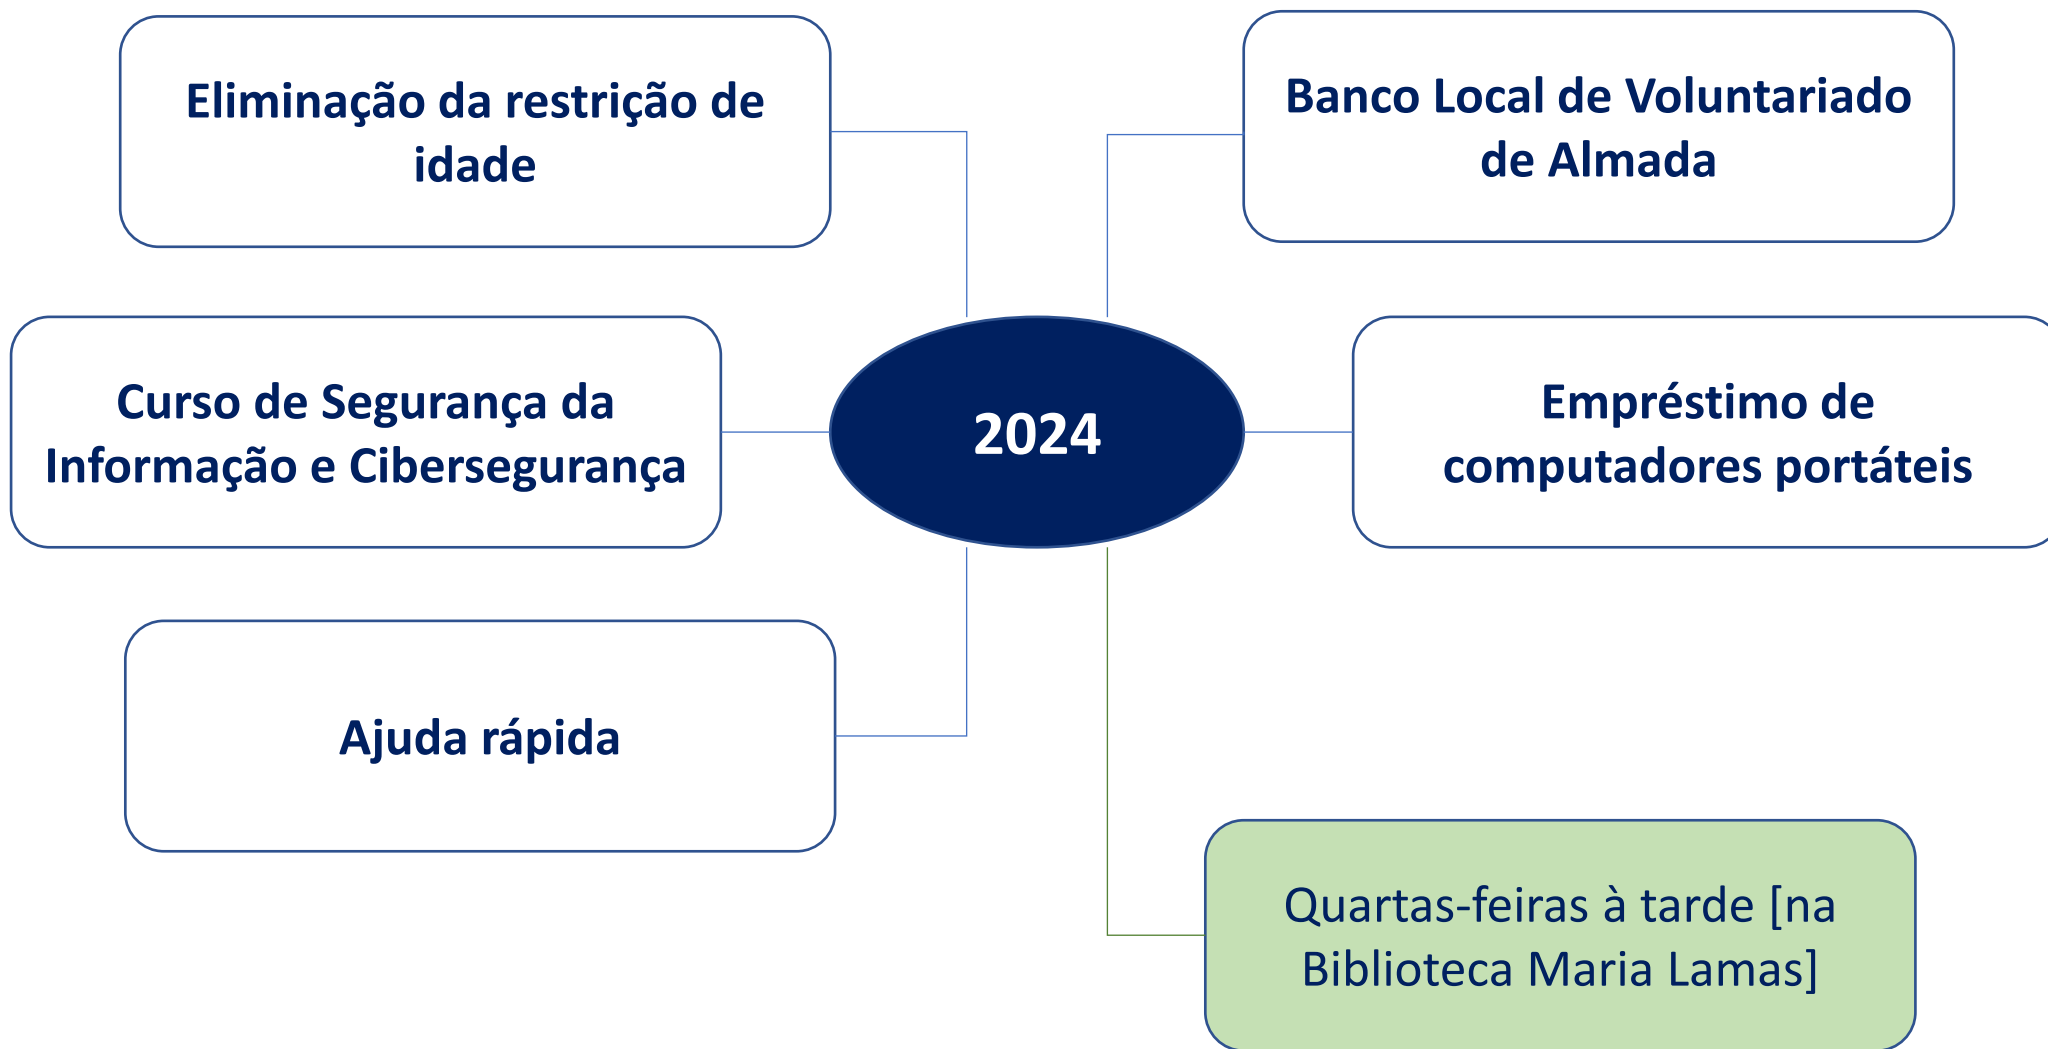 Eliminação da restrição de
idade
Banco Local de Voluntariado
de Almada
Curso de Segurança da
Informação e Cibersegurança
2024
Empréstimo de
computadores portáteis
Ajuda rápida
Quartas-feiras à tarde [na
Biblioteca Maria Lamas]